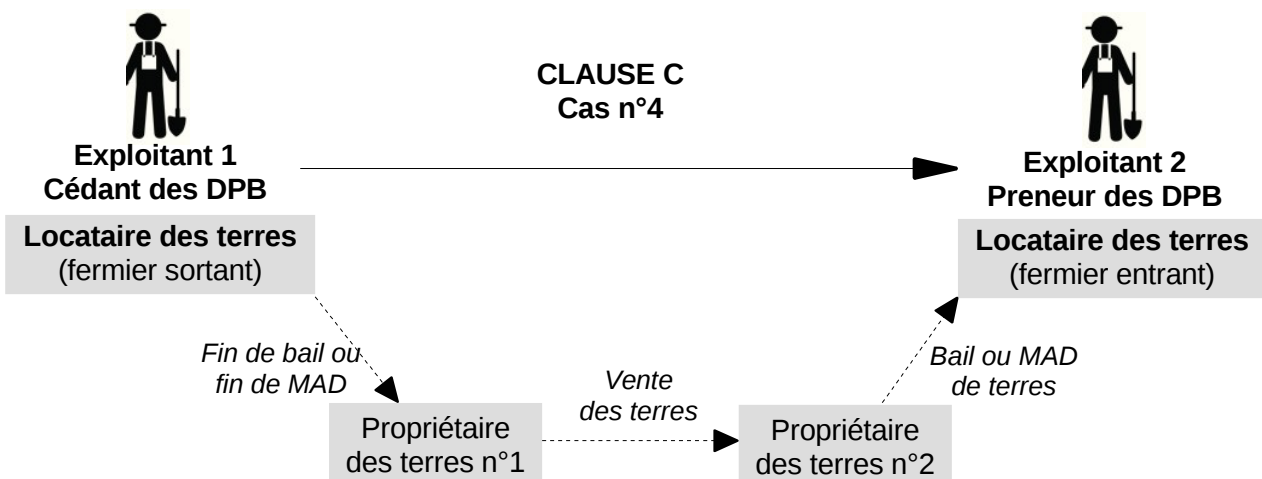 CLAUSE C
Cas n°4
Exploitant 1
Cédant des DPB
Exploitant 2
Preneur des DPB
Locataire des terres
(fermier sortant)
Locataire des terres
(fermier entrant)
Fin de bail ou
fin de MAD
Vente
des terres
Bail ou MAD
de terres
Propriétaire
des terres n°1
Propriétaire
des terres n°2